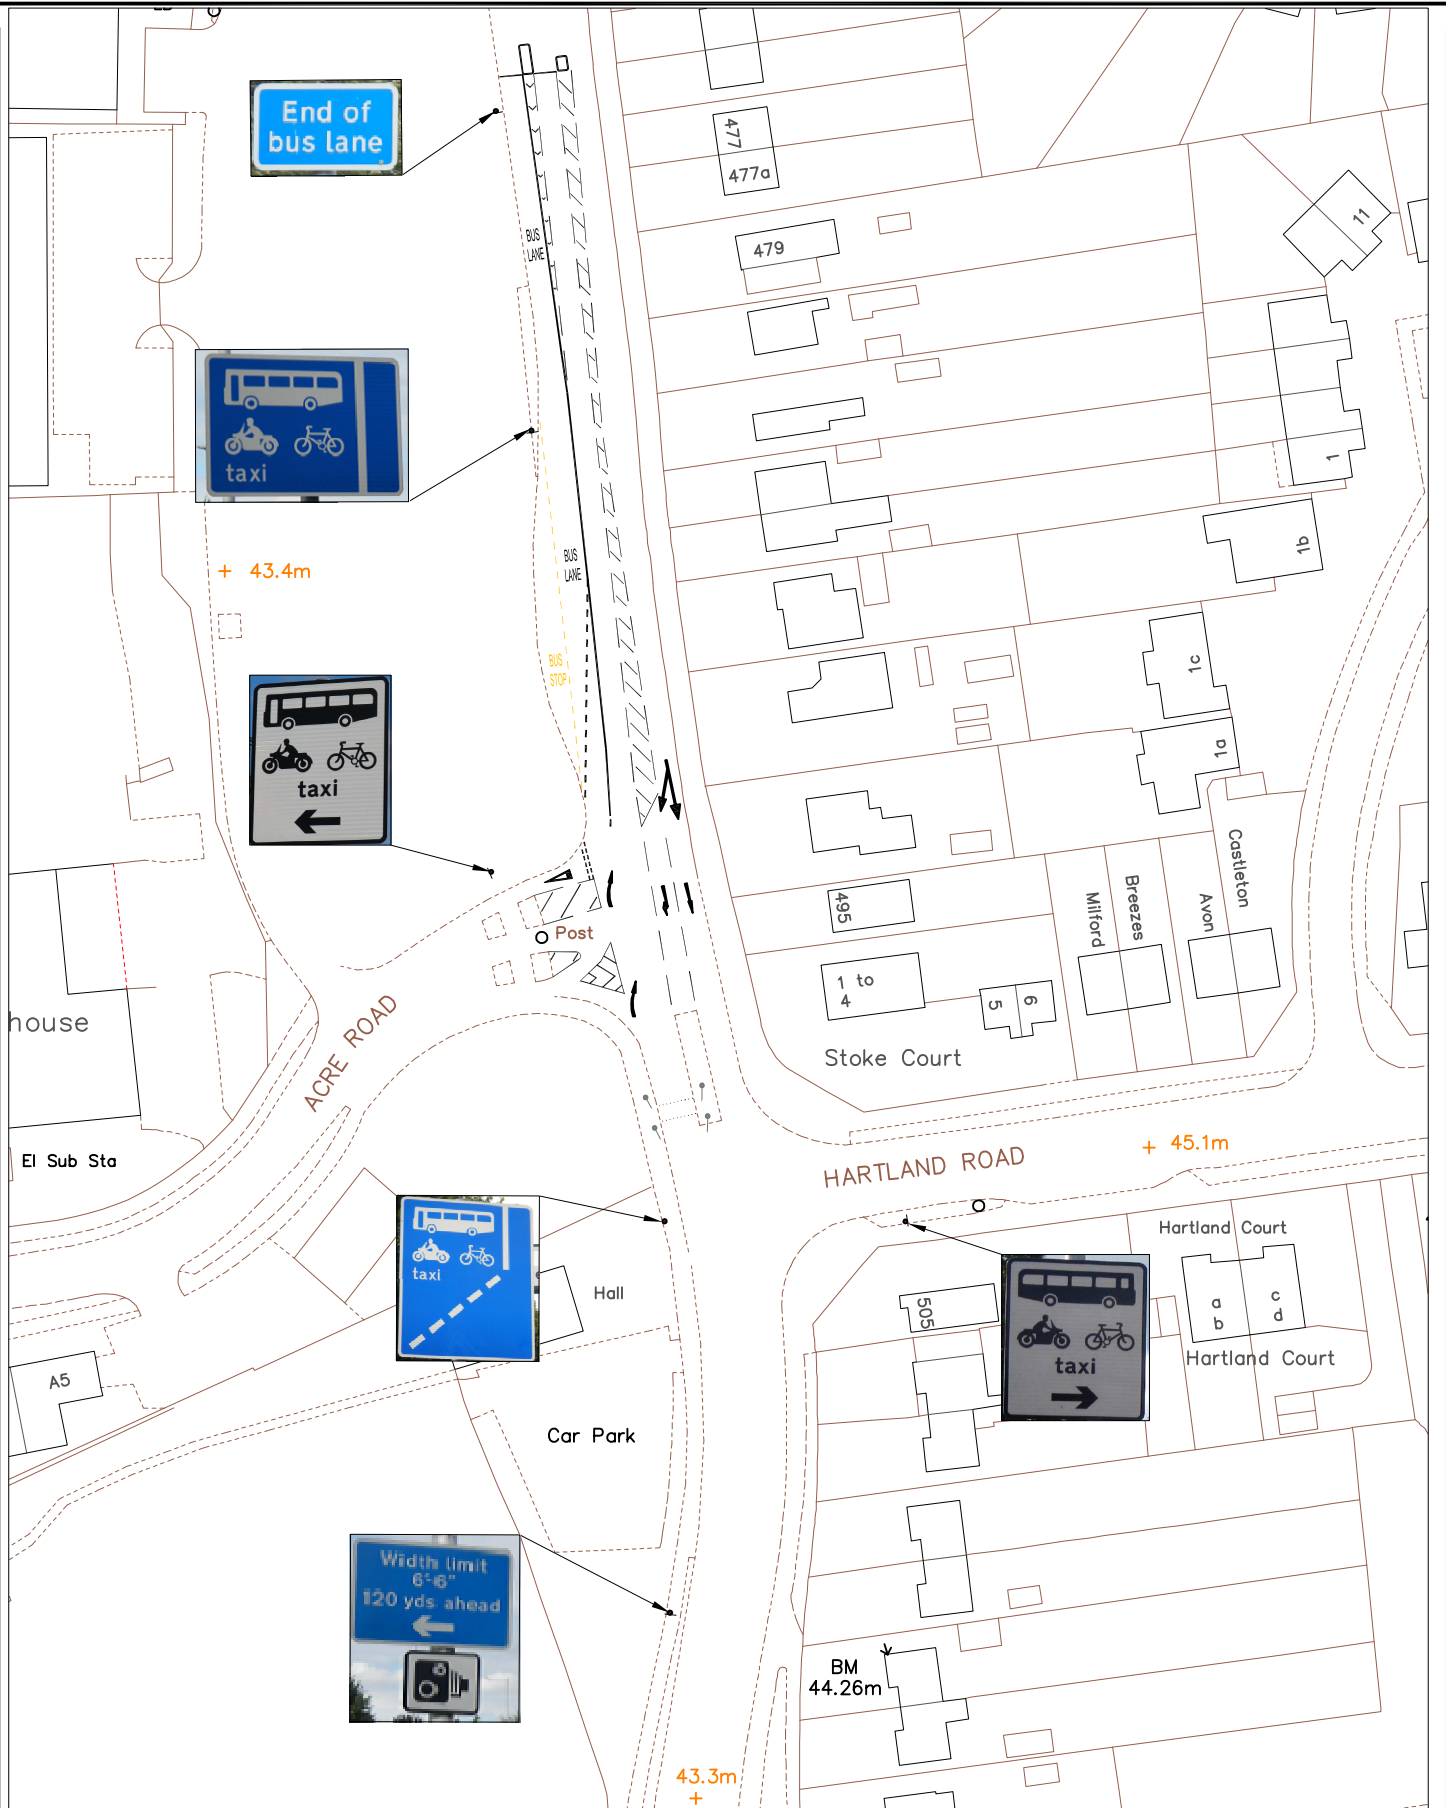 End of
bus lane
477
477a
11
479
BUS
LANE
taxi
1
1b
43.4m
BUS
LANE
BUS
STOP
1c
1a
taxi
Castleton
Breezes
Milford
Avon
495
Post
1 to
4
5
6
house
ACRE ROAD
Stoke Court
El Sub Sta
HARTLAND ROAD
45.1m
taxi
Hall
Hartland Court
505
a
b
c
d
Hartland Court
taxi
A5
Car Park
Width limit
6'-6"
120 yds ahead
BM
44.26m
43.3m